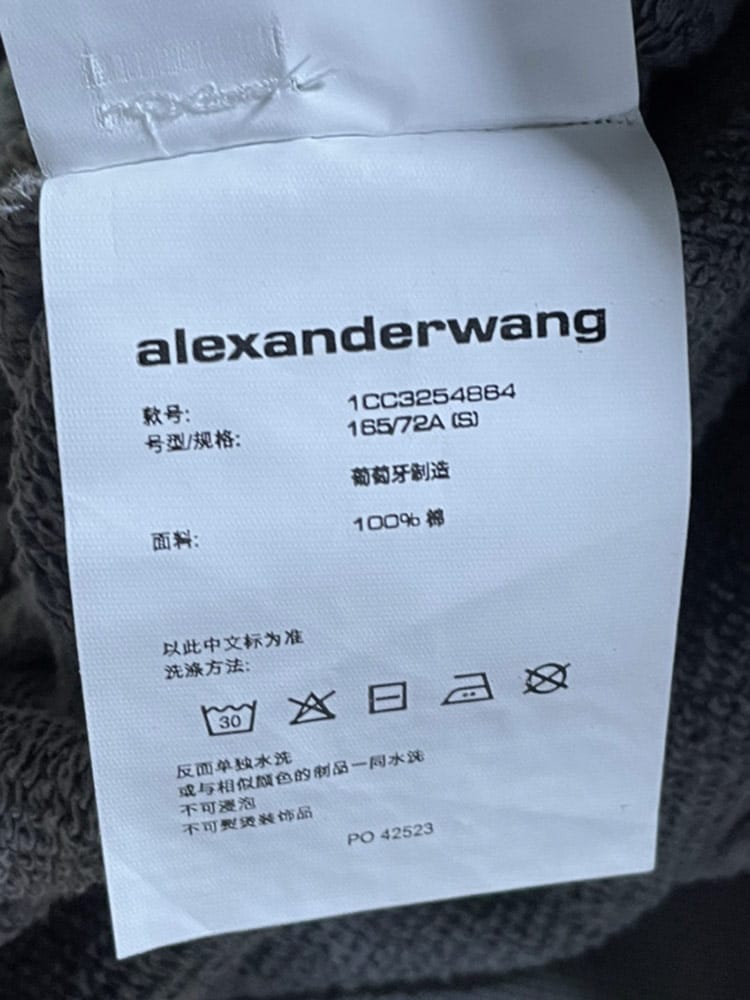 alexanderwang
款号: 1CC3254864
号型/规格: 165/72A (S)
葡萄牙制造
面料: 100% 棉
以此中文标为准
洗涤方法:
30
反面单独水洗
或与相似颜色的制品一同水洗
不可浸泡
不可熨烫装饰品
PO 42523